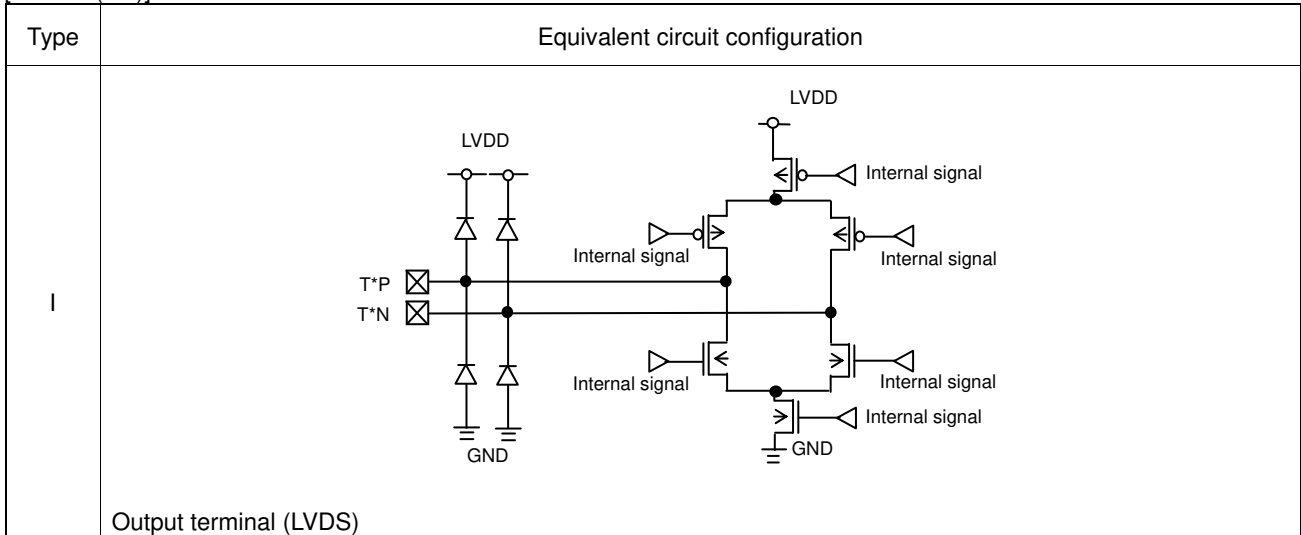 Type
Equivalent circuit configuration
I
LVDD
LVDD
Internal signal
Internal signal
Internal signal
T*P
T*N
Internal signal
Internal signal
Internal signal
GND
GND
Output terminal (LVDS)